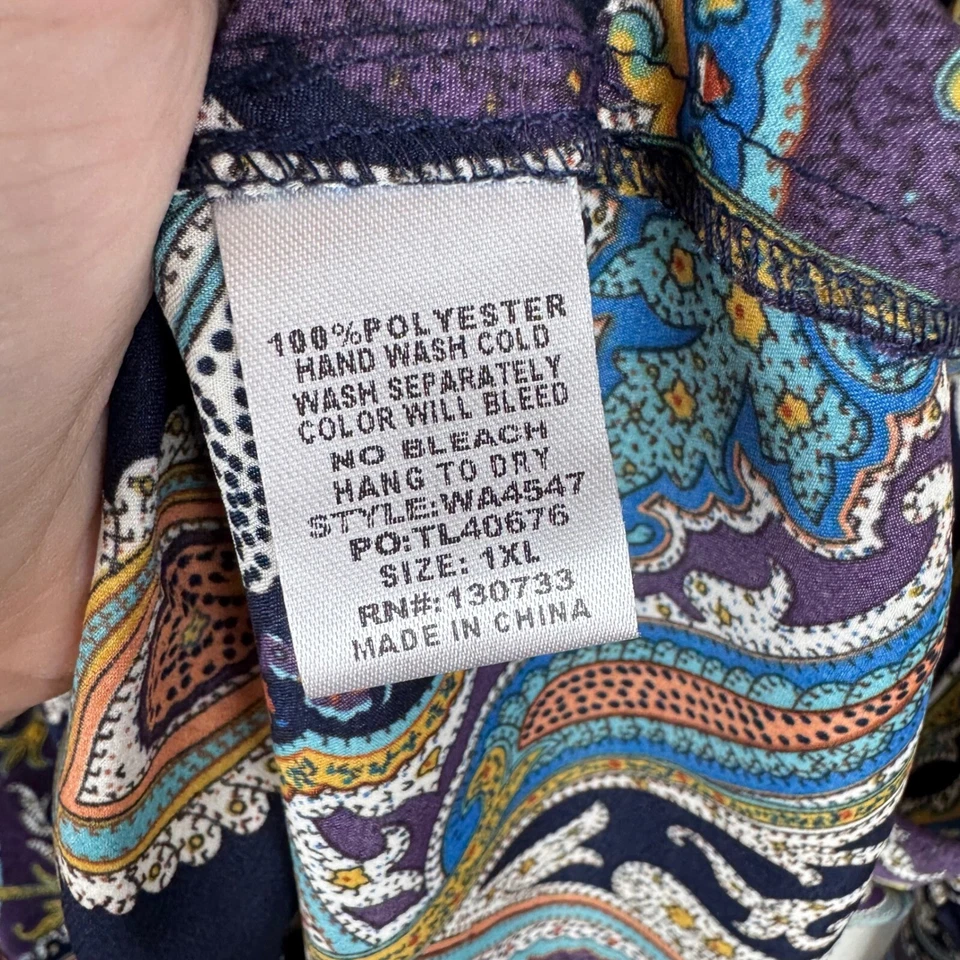 100%POLYESTER
HAND WASH COLD
WASH SEPARATELY
COLOR WILL BLEED
NO BLEACH
HANG TO DRY
STYLE:WA4547
PO:TL40676
SIZE: 1XL
RN#:130733
MADE IN CHINA